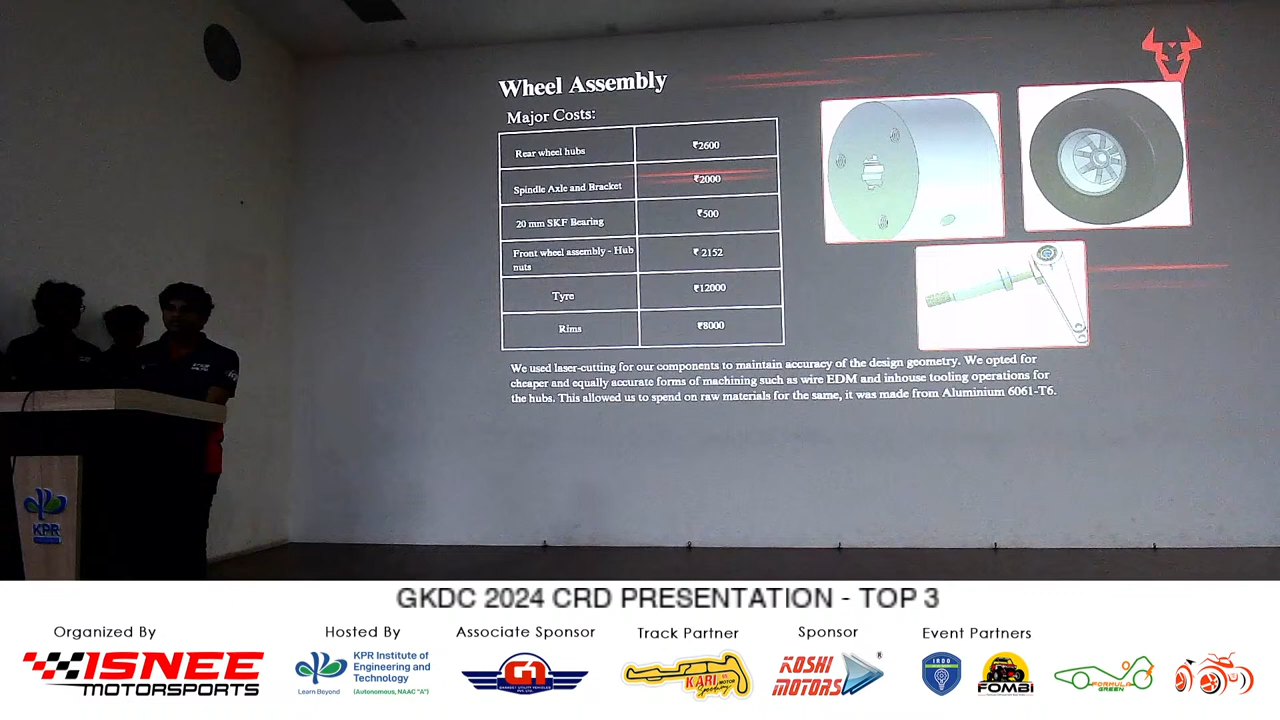 Wheel Assembly
Major Costs:
Rear wheel hubs ₹2600
Spindle Axle and Bracket ₹2000
20 mm SKF Bearing ₹500
Front wheel assembly - Hub
nuts ₹ 2152
Tyre ₹12000
Rims ₹8000
We used laser-cutting for our components to maintain accuracy of the design geometry. We opted for
cheaper and equally accurate forms of machining such as wire EDM and inhouse tooling operations for
the hubs. This allowed us to spend on raw materials for the same, it was made from Aluminium 6061-T6.
KPR
GKDC 2024 CRD PRESENTATION - TOP 3
Organized By
Hosted By
Associate Sponsor
Track Partner
Sponsor
Event Partners
ISNEE
MOTORSPORTS
KPR Institute of
Engineering and
Technology
Learn Beyond
(Autonomous, NAAC "A")
G1
KARI MOTOR
Speedway
KOSHI
MOTORS
®
FOMBI
FORMULA
GREEN